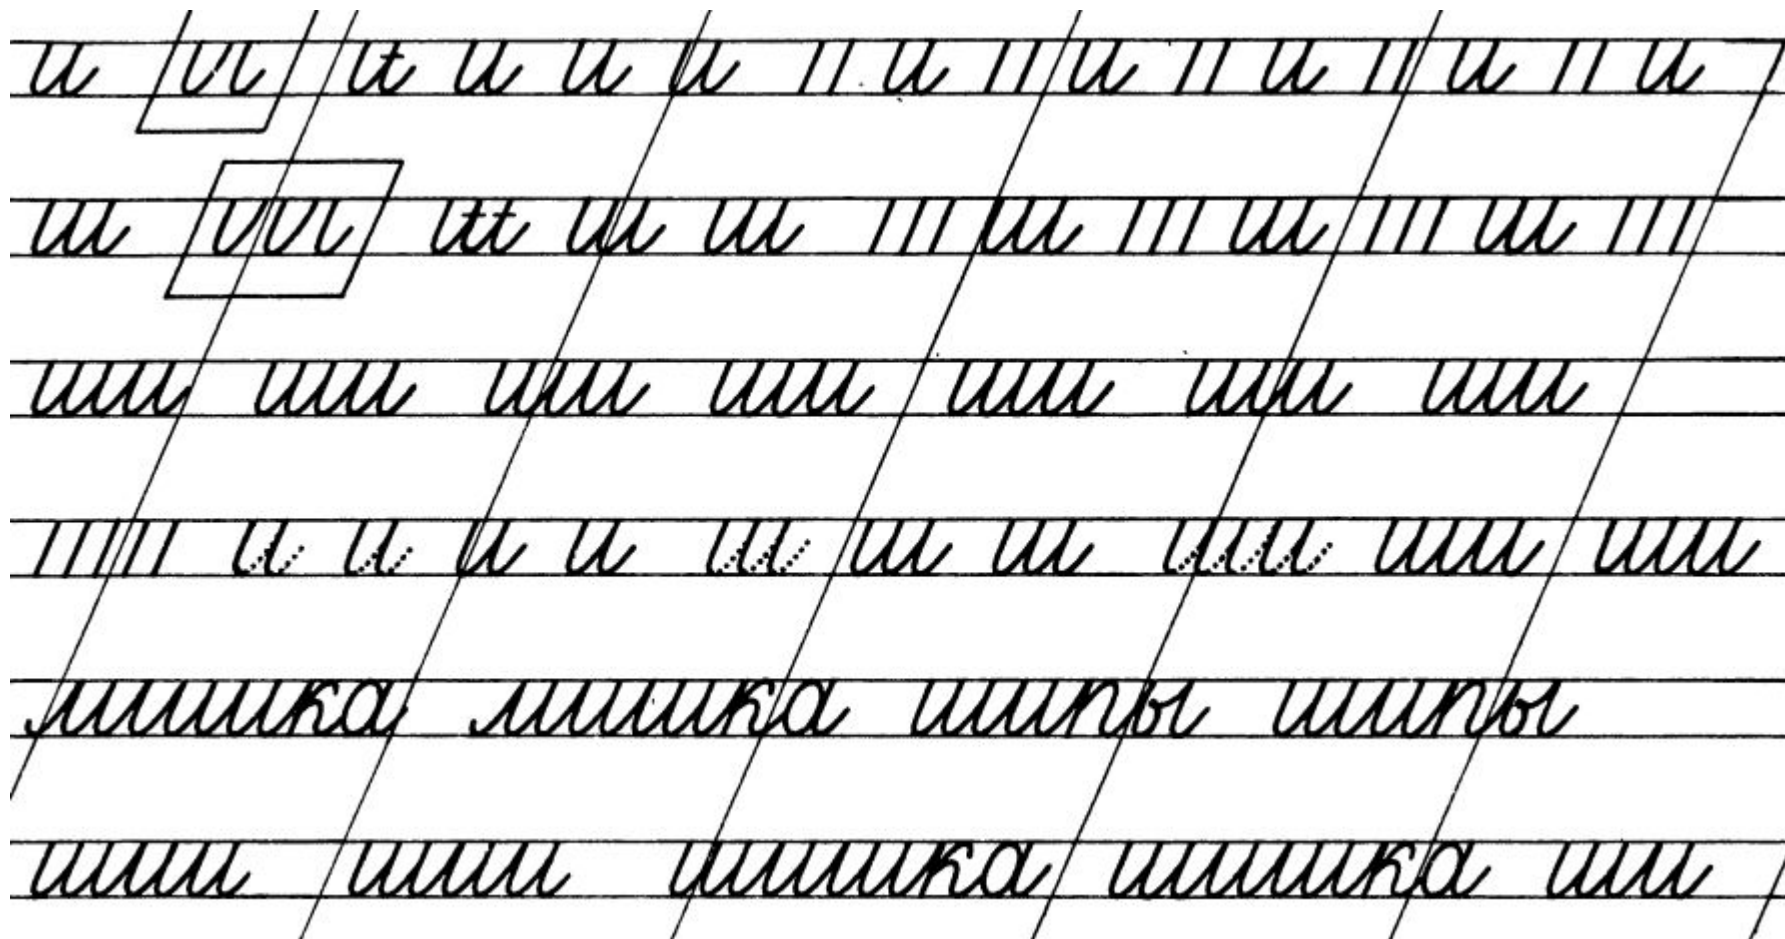 и и и и и и и и и и и
ш ш ш ш ш ш ш ш
ши ши ши ши ши ши ши
и и и и ш ш ш ши ши ши
мишка мишка шипы шипы
шишка шишка ши